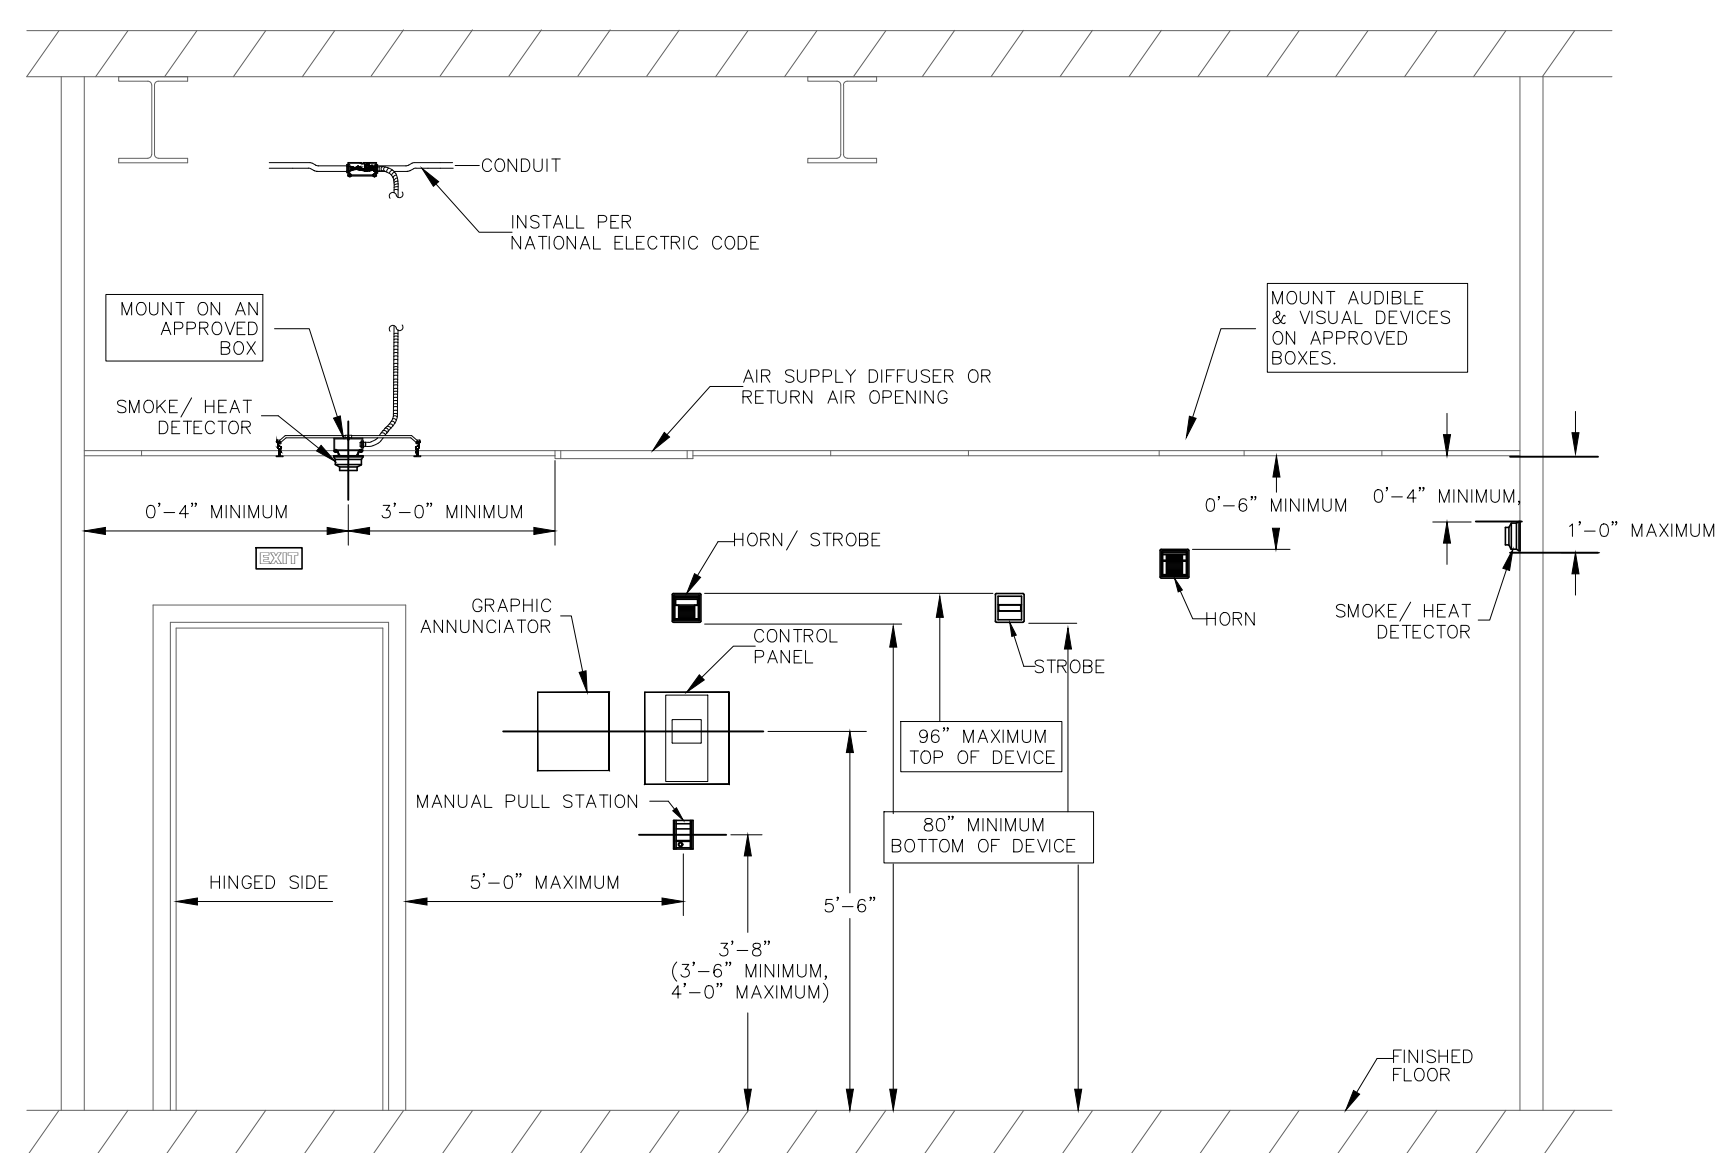 CONDUIT
INSTALL PER
NATIONAL ELECTRIC CODE
MOUNT ON AN
APPROVED
BOX
MOUNT AUDIBLE
& VISUAL DEVICES
ON APPROVED
BOXES.
AIR SUPPLY DIFFUSER OR
RETURN AIR OPENING
SMOKE/ HEAT
DETECTOR
0'-4" MINIMUM
3'-0" MINIMUM
0'-6" MINIMUM
0'-4" MINIMUM,
1'-0" MAXIMUM
EXIT
HORN/ STROBE
GRAPHIC
ANNUNCIATOR
CONTROL
PANEL
HORN
STROBE
SMOKE/ HEAT
DETECTOR
96" MAXIMUM
TOP OF DEVICE
MANUAL PULL STATION
80" MINIMUM
BOTTOM OF DEVICE
HINGED SIDE
5'-0" MAXIMUM
5'-6"
3'-8"
(3'-6" MINIMUM,
4'-0" MAXIMUM)
FINISHED
FLOOR